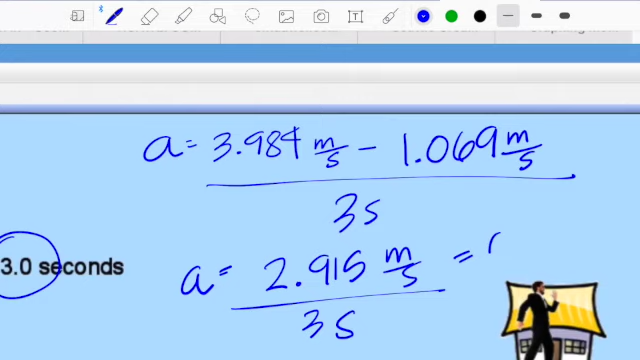 a = 3.984 m/s - 1.069 m/s
3s
3.0 seconds
a = 2.915 m/s =
3s